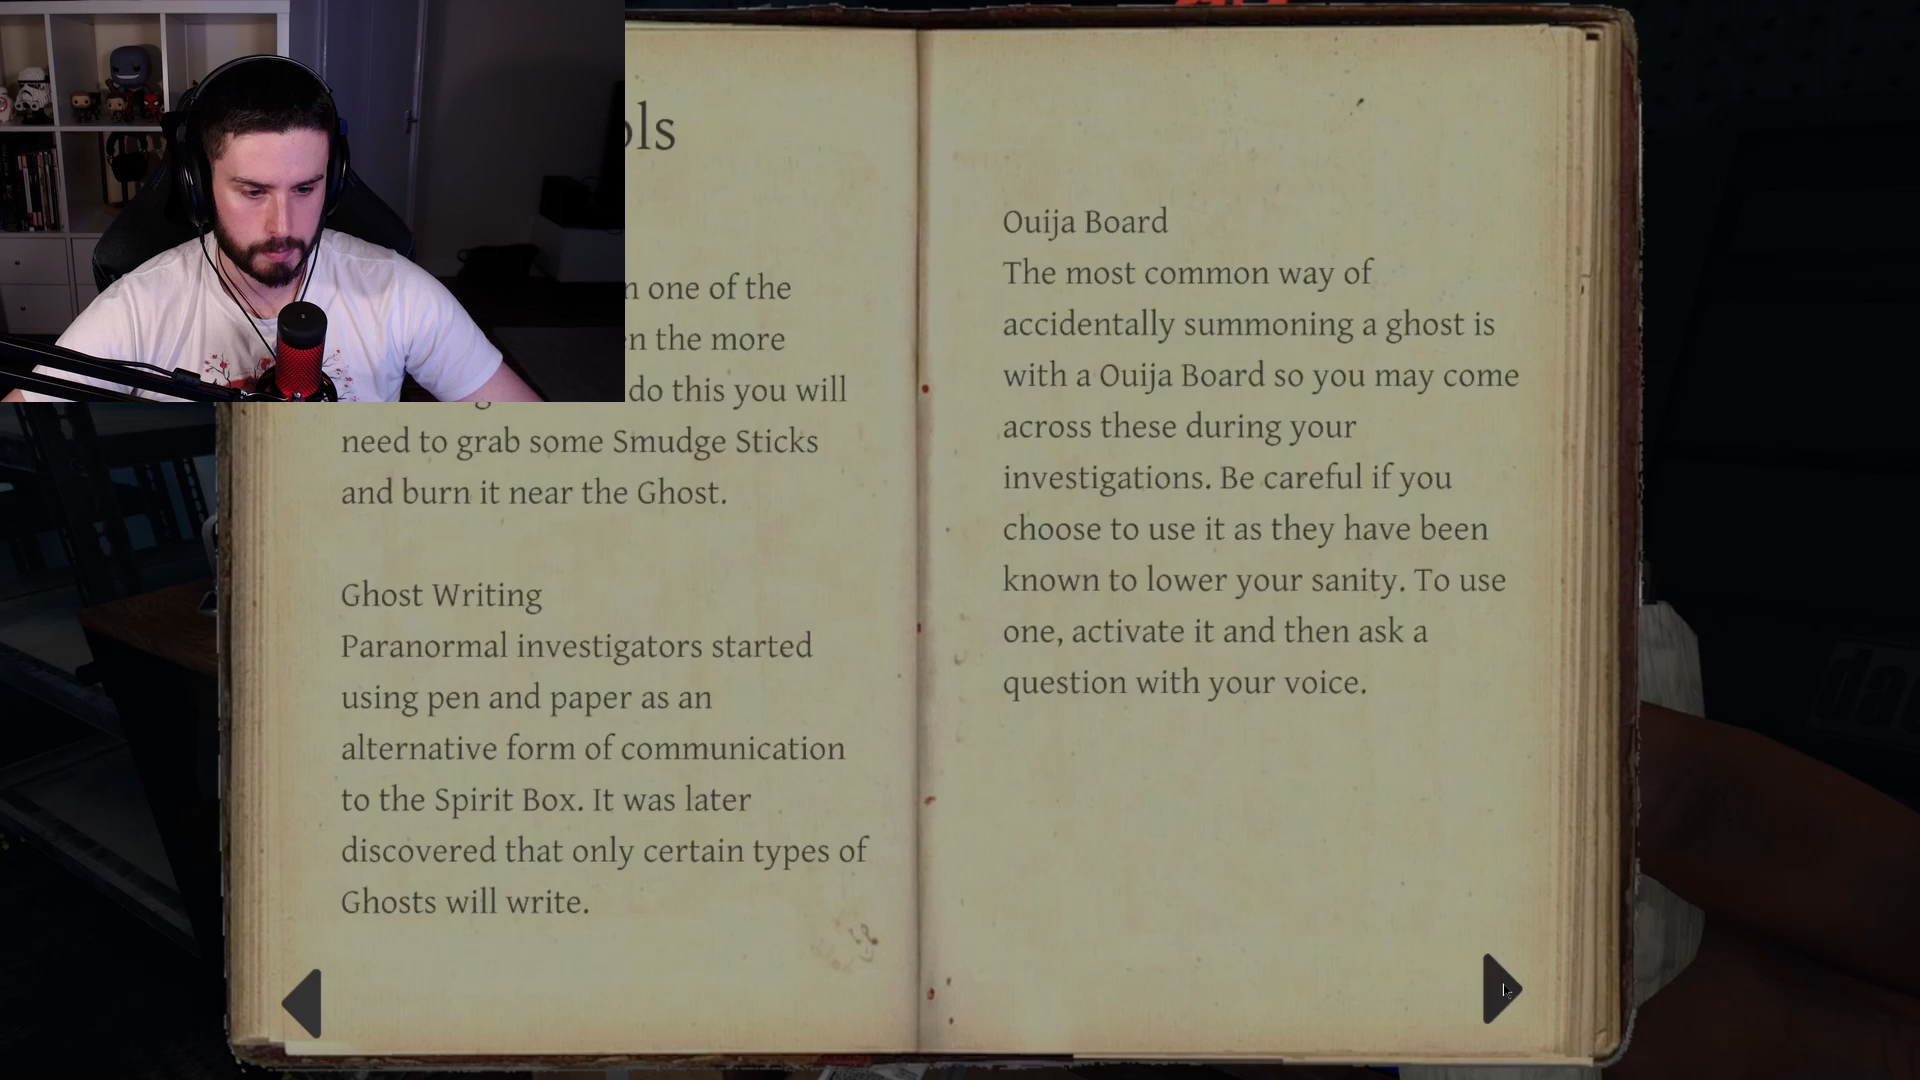 ols
n one of the
n the more
do this you will
need to grab some Smudge Sticks
and burn it near the Ghost.
Ghost Writing
Paranormal investigators started
using pen and paper as an
alternative form of communication
to the Spirit Box. It was later
discovered that only certain types of
Ghosts will write.
Ouija Board
The most common way of
accidentally summoning a ghost is
with a Ouija Board so you may come
across these during your
investigations. Be careful if you
choose to use it as they have been
known to lower your sanity. To use
one, activate it and then ask a
question with your voice.